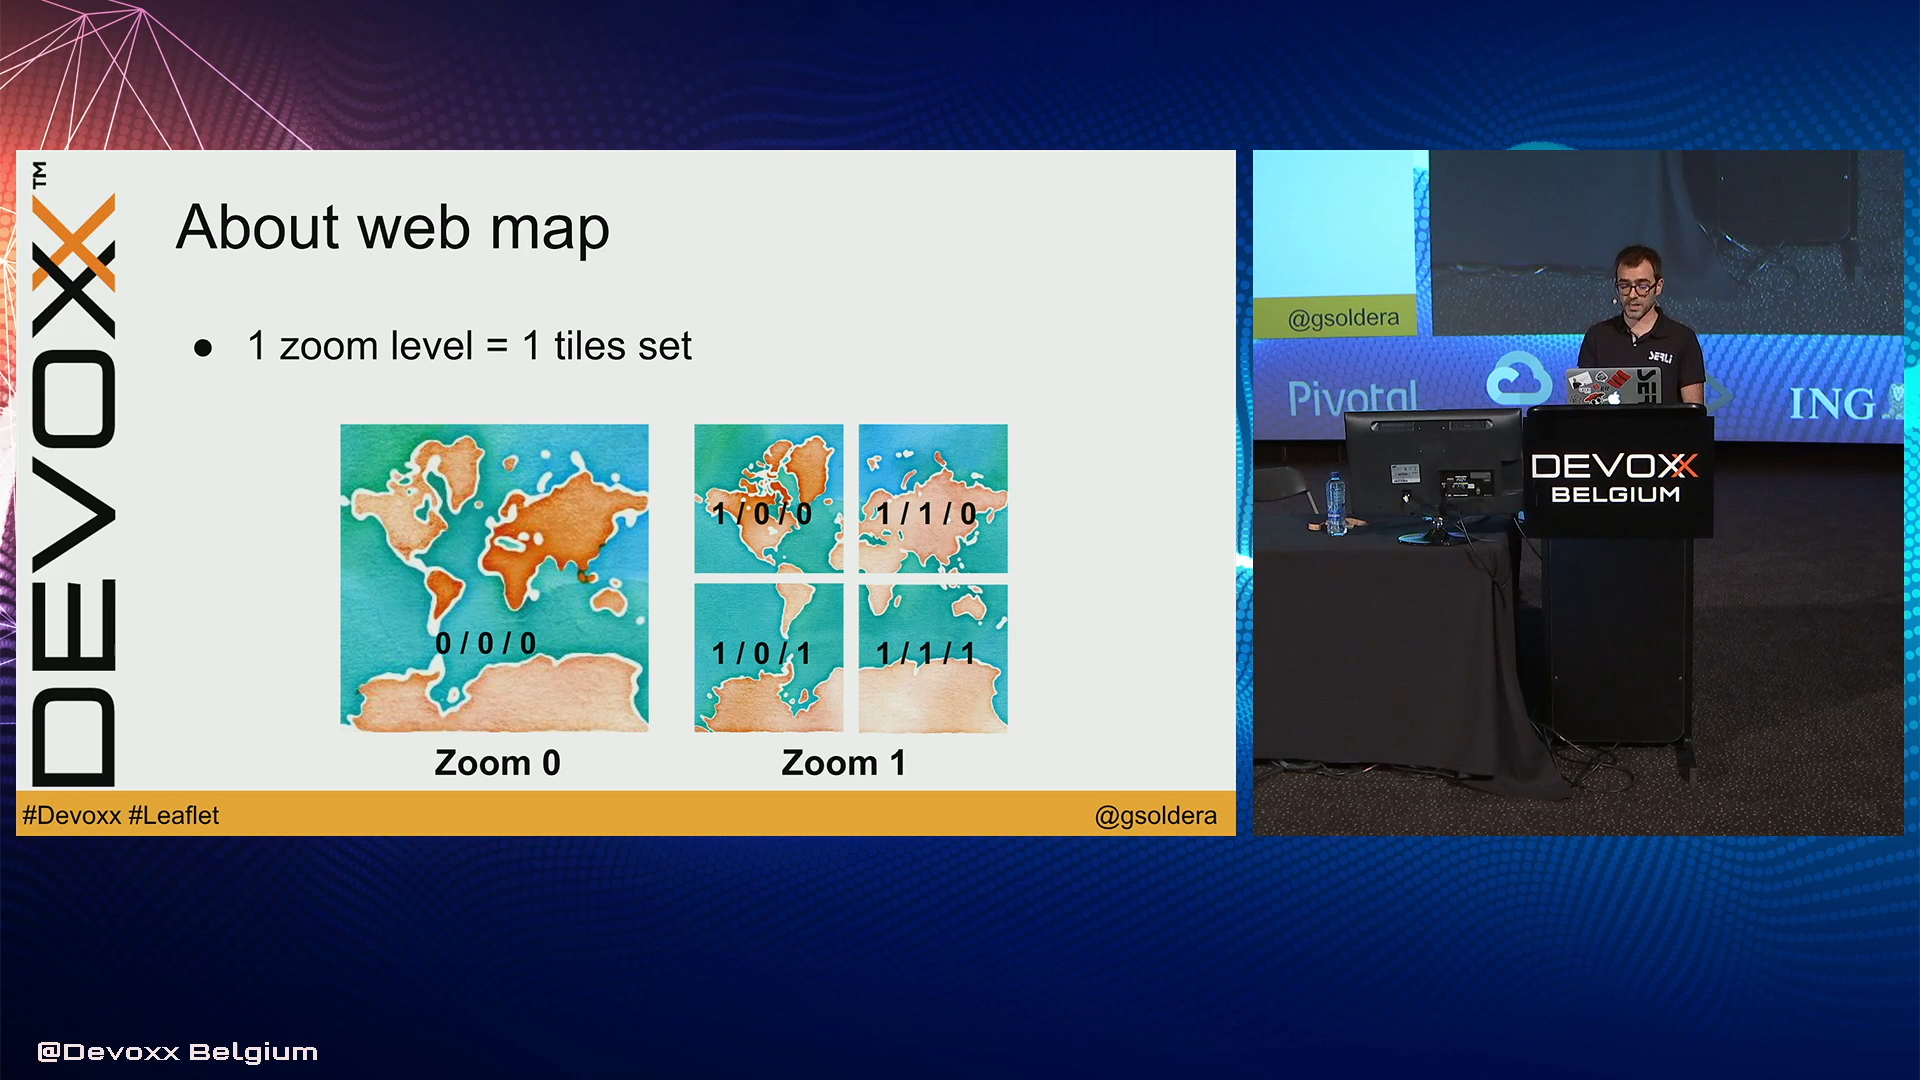 DEVOXX™
About web map
● 1 zoom level = 1 tiles set
0 / 0 / 0
1 / 0 / 0
1 / 1 / 0
1 / 0 / 1
1 / 1 / 1
Zoom 0
Zoom 1
#Devoxx #Leaflet
@gsoldera
@gsoldera
Pivotal
ING
SERLI
DEVOXX
BELGIUM
@Devoxx Belgium